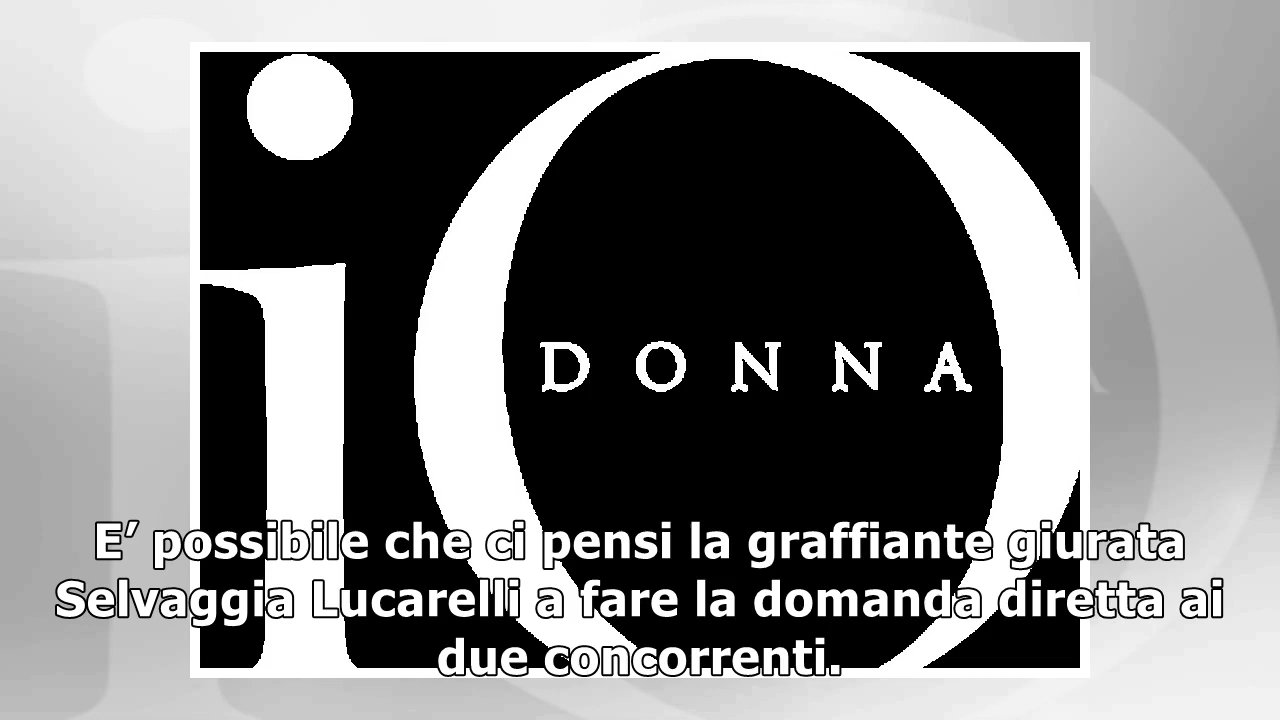 iO
DONNA
E’ possibile che ci pensi la graffiante giurata
Selvaggia Lucarelli a fare la domanda diretta ai
due concorrenti.